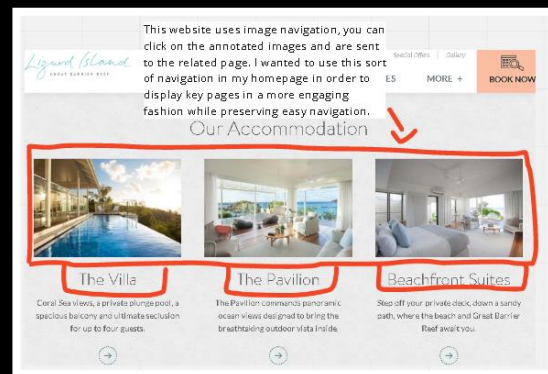 This website uses image navigation, you can
click on the annotated images and are sent
to the related page. I wanted to use this sort
of navigation in my homepage in order to
display key pages in a more engaging
fashion while preserving easy navigation.
Lizard Island
GREAT BARRIER REEF
Special Offers
Gallery
ES
MORE +
BOOK NOW
Our Accommodation
The Villa
The Pavilion
Beachfront Suites
Coral Sea views, a private plunge pool, a
spacious balcony and ultimate seclusion
for up to four guests.
The Pavilion commands panoramic
ocean views designed to bring the
breathtaking outdoor vista inside.
Step off your private deck, down a sandy
path, where the beach and Great Barrier
Reef await you.